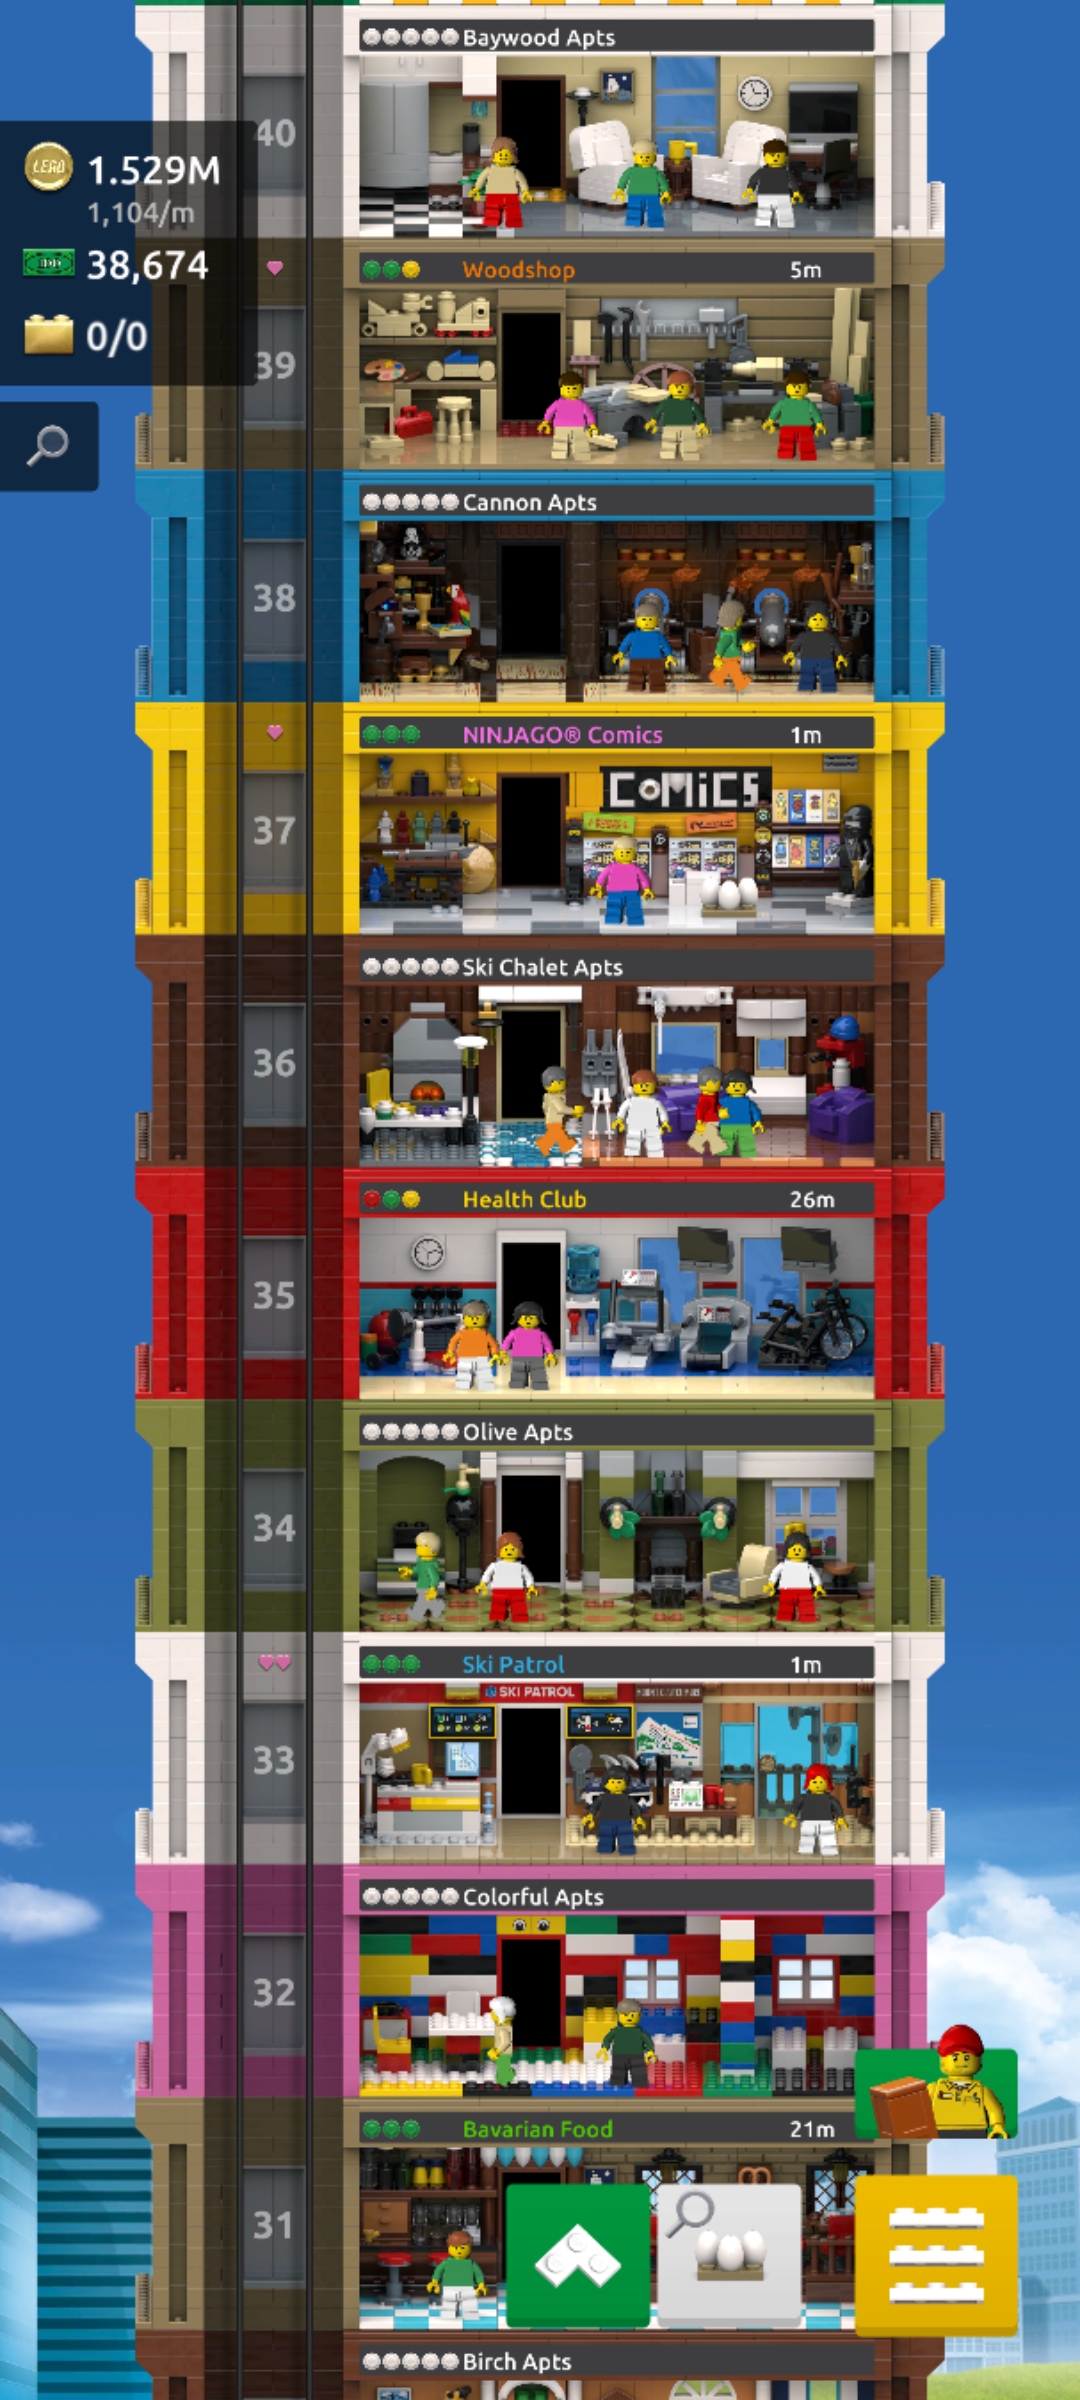 Baywood Apts
40
LEGO
1.529M
1,104/m
38,674
0/0
Woodshop 5m
39
Cannon Apts
38
NINJAGO® Comics 1m
COMiCS
37
Ski Chalet Apts
36
Health Club 26m
35
Olive Apts
34
Ski Patrol 1m
SKI PATROL
33
Colorful Apts
32
Bavarian Food 21m
31
Birch Apts